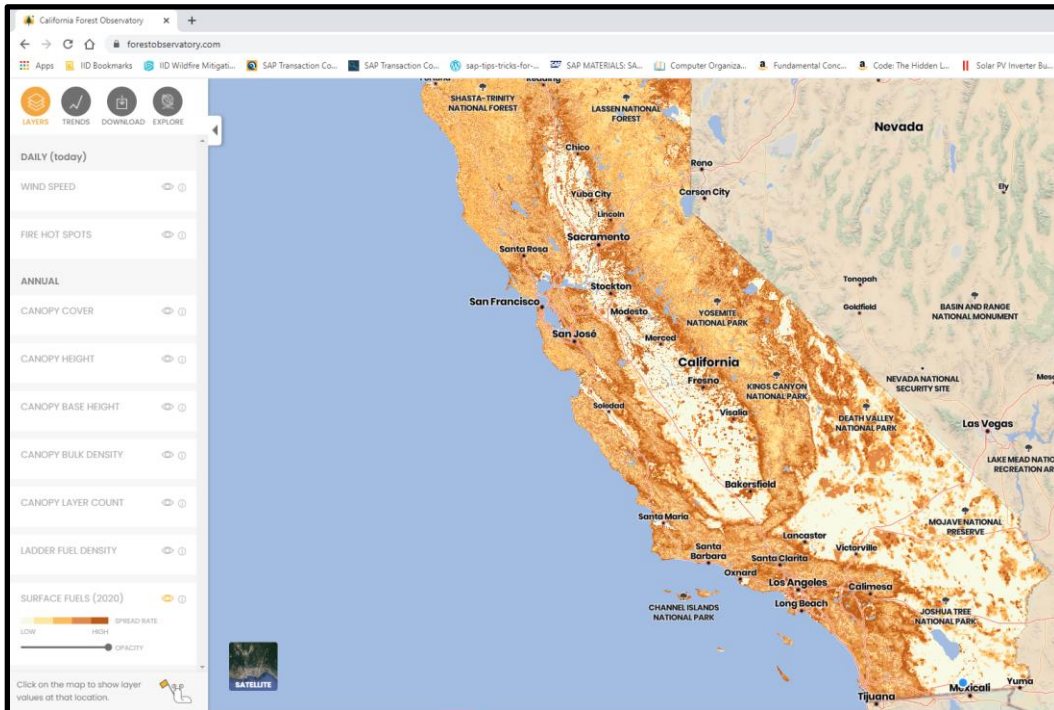 California Forest Observatory
forestobservatory.com
Apps
IID Bookmarks
IID Wildfire Mitigati...
SAP Transaction Co...
SAP Transaction Co...
sap-tips-tricks-for-...
SAP MATERIALS: SA...
Computer Organiza...
Fundamental Conc...
Code: The Hidden L...
Solar PV Inverter Bu...
LAYERS
TRENDS
DOWNLOAD
EXPLORE
DAILY (today)
WIND SPEED
FIRE HOT SPOTS
ANNUAL
CANOPY COVER
CANOPY HEIGHT
CANOPY BASE HEIGHT
CANOPY BULK DENSITY
CANOPY LAYER COUNT
LADDER FUEL DENSITY
SURFACE FUELS (2020)
SPREAD RATE
LOW
HIGH
OPACITY
Click on the map to show layer
values at that location.
SATELLITE
SHASTA-TRINITY
NATIONAL FOREST
LASSEN NATIONAL
FOREST
Nevada
Chico
Reno
Yuba City
Carson City
Ely
Lincoln
Sacramento
Santa Rosa
Tonopah
Stockton
San Francisco
Modesto
YOSEMITE
NATIONAL PARK
Goldfield
BASIN AND RANGE
NATIONAL MONUMENT
San José
Merced
California
Fresno
KINGS CANYON
NATIONAL PARK
NEVADA NATIONAL
SECURITY SITE
Soledad
Visalia
DEATH VALLEY
NATIONAL PARK
Las Vegas
LAKE MEAD NATIO
RECREATION AR
Bakersfield
Santa Maria
MOJAVE NATIONAL
PRESERVE
Lancaster
Victorville
Santa
Barbara
Santa Clarita
Oxnard
Los Angeles
Calimesa
Long Beach
CHANNEL ISLANDS
NATIONAL PARK
JOSHUA TREE
NATIONAL PARK
Mexicali
Yuma
Tijuana